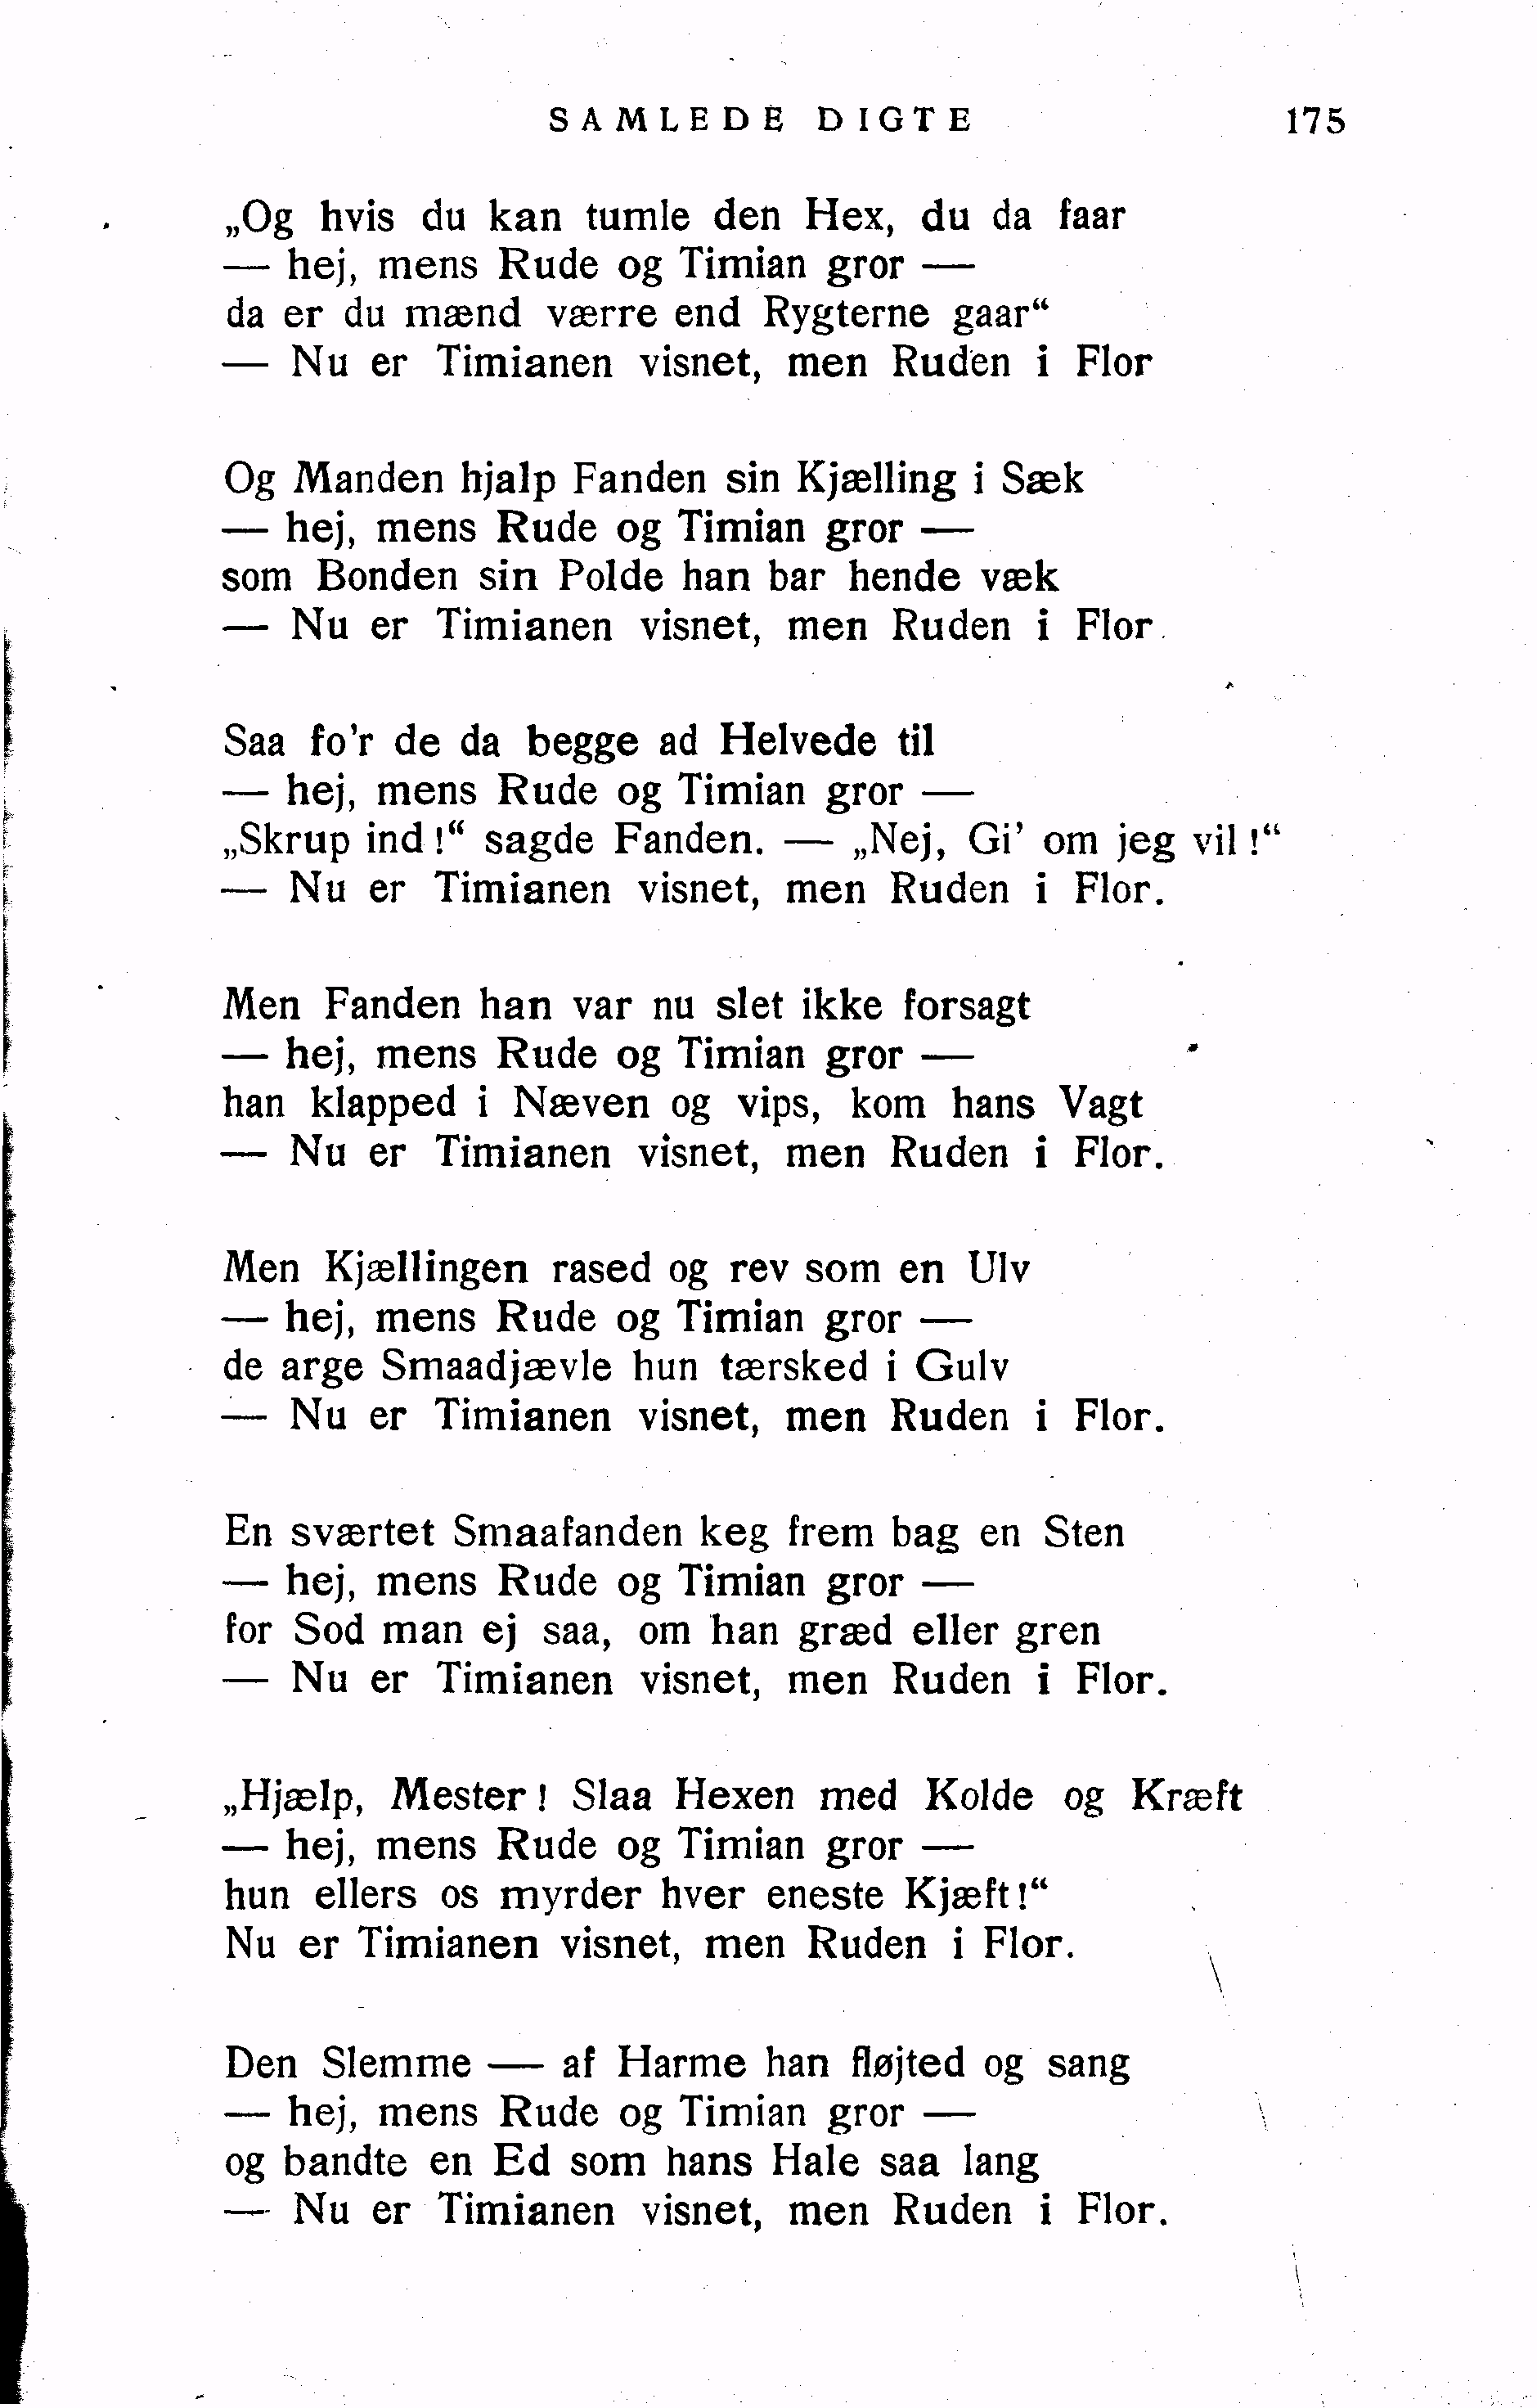 SAMLEDE DIGTE 175
„Og hvis du kan tumle den Hex, du da faar
— hej, mens Rude og Timian gror —
da er du mænd værre end Rygterne gaar“
— Nu er Timianen visnet, men Ruden i Flor
Og Manden hjalp Fanden sin Kjælling i Sæk
— hej, mens Rude og Timian gror —
som Bonden sin Polde han bar hende væk
— Nu er Timianen visnet, men Ruden i Flor.
Saa fo'r de da begge ad Helvede til
— hej, mens Rude og Timian gror —
„Skrup ind!“ sagde Fanden. — „Nej, Gi' om jeg vil!“
— Nu er Timianen visnet, men Ruden i Flor.
Men Fanden han var nu slet ikke forsagt
— hej, mens Rude og Timian gror —
han klapped i Næven og vips, kom hans Vagt
— Nu er Timianen visnet, men Ruden i Flor.
Men Kjællingen rased og rev som en Ulv
— hej, mens Rude og Timian gror —
de arge Smaadjævle hun tærsked i Gulv
— Nu er Timianen visnet, men Ruden i Flor.
En sværtet Smaafanden keg frem bag en Sten
— hej, mens Rude og Timian gror —
for Sod man ej saa, om han græd eller gren
— Nu er Timianen visnet, men Ruden i Flor.
„Hjælp, Mester! Slaa Hexen med Kolde og Kræft
— hej, mens Rude og Timian gror —
hun ellers os myrder hver eneste Kjæft!“
Nu er Timianen visnet, men Ruden i Flor.
Den Slemme — af Harme han fløjted og sang
— hej, mens Rude og Timian gror —
og bandte en Ed som hans Hale saa lang
— Nu er Timianen visnet, men Ruden i Flor.